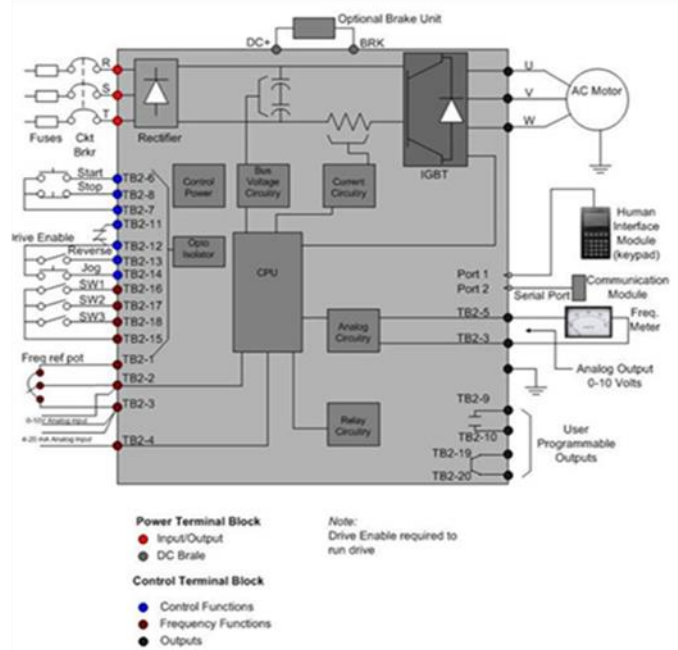 Optional Brake Unit
DC+
BRK
R
S
T
Fuses
Ckt
Brkr
Rectifier
IGBT
U
V
W
AC Motor
Start
TB2-6
Stop
TB2-8
TB2-7
TB2-11
Drive Enable
TB2-12
Reverse
TB2-13
Jog
TB2-14
SW1
TB2-16
SW2
TB2-17
SW3
TB2-18
TB2-15
Control
Power
Bus
Voltage
Circuitry
Current
Circuitry
Opto
Isolator
CPU
Human
Interface
Module
(keypad)
Port 1
Port 2
Serial Port
Communication
Module
TB2-5
Freq.
Meter
TB2-3
Analog
Circuitry
Analog Output
0-10 Volts
Freq ref pot
TB2-1
TB2-2
TB2-3
0-10V Analog Input
4-20 mA Analog Input
TB2-4
Relay
Circuitry
TB2-9
TB2-10
TB2-19
TB2-20
User
Programmable
Outputs
Power Terminal Block
Input/Output
DC Brale
Note:
Drive Enable required to
run drive
Control Terminal Block
Control Functions
Frequency Functions
Outputs